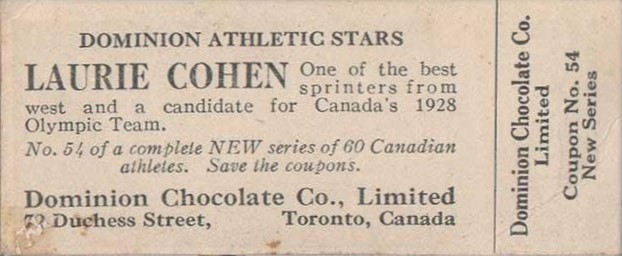 DOMINION ATHLETIC STARS
LAURIE COHEN One of the best
sprinters from
west and a candidate for Canada's 1928
Olympic Team.
No. 54 of a complete NEW series of 60 Canadian
athletes. Save the coupons.
Dominion Chocolate Co., Limited
78 Duchess Street, Toronto, Canada
Dominion Chocolate Co.
Limited
Coupon No. 54
New Series